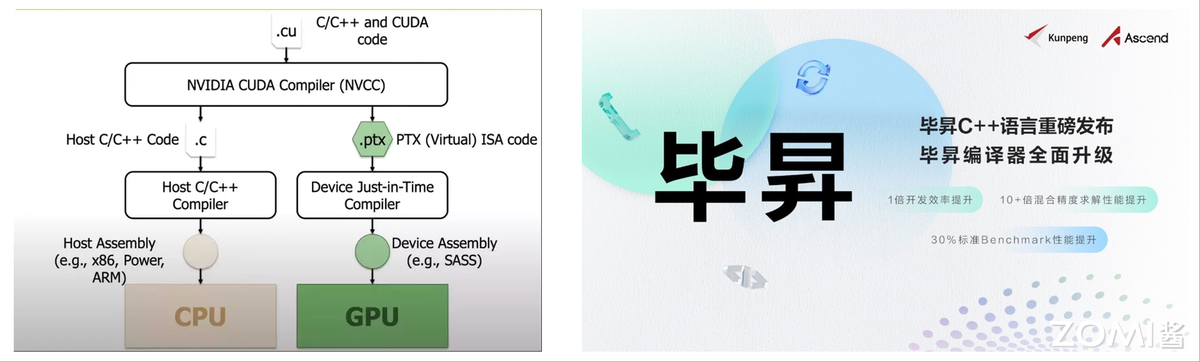 .cu
C/C++ and CUDA
code
NVIDIA CUDA Compiler (NVCC)
Host C/C++ Code
.c
.ptx
PTX (Virtual) ISA code
Host C/C++
Compiler
Device Just-in-Time
Compiler
Host Assembly
(e.g., x86, Power,
ARM)
Device Assembly
(e.g., SASS)
CPU
GPU
Kunpeng
Ascend
毕昇
毕昇C++语言重磅发布
毕昇编译器全面升级
1倍开发效率提升
10+倍混合精度求解性能提升
30%标准Benchmark性能提升
ZOMI酱